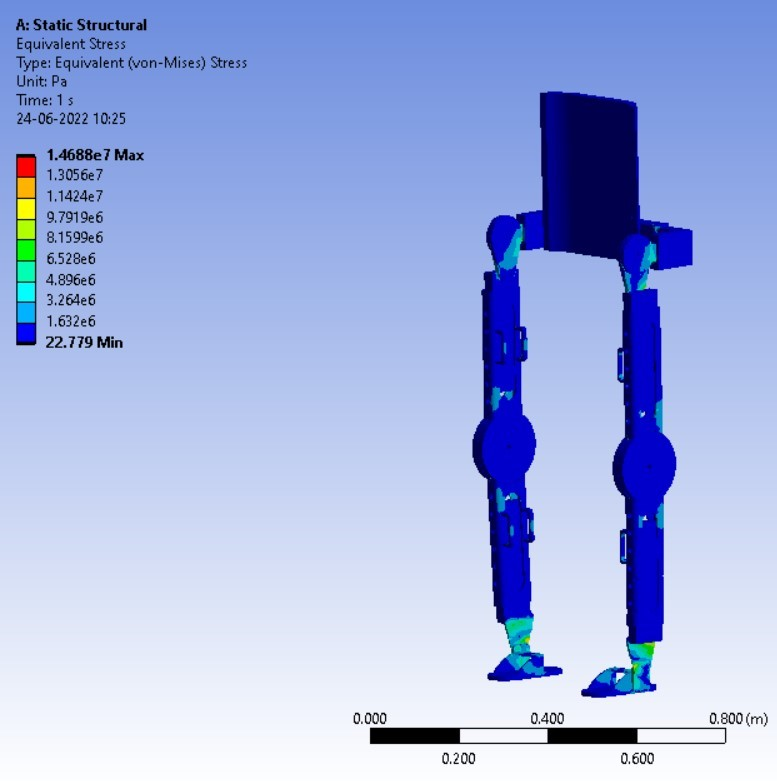 A: Static Structural
Equivalent Stress
Type: Equivalent (von-Mises) Stress
Unit: Pa
Time: 1 s
24-06-2022 10:25
1.4688e7 Max
1.3056e7
1.1424e7
9.7919e6
8.1599e6
6.528e6
4.896e6
3.264e6
1.632e6
22.779 Min
0.000 0.400 0.800 (m)
0.200 0.600